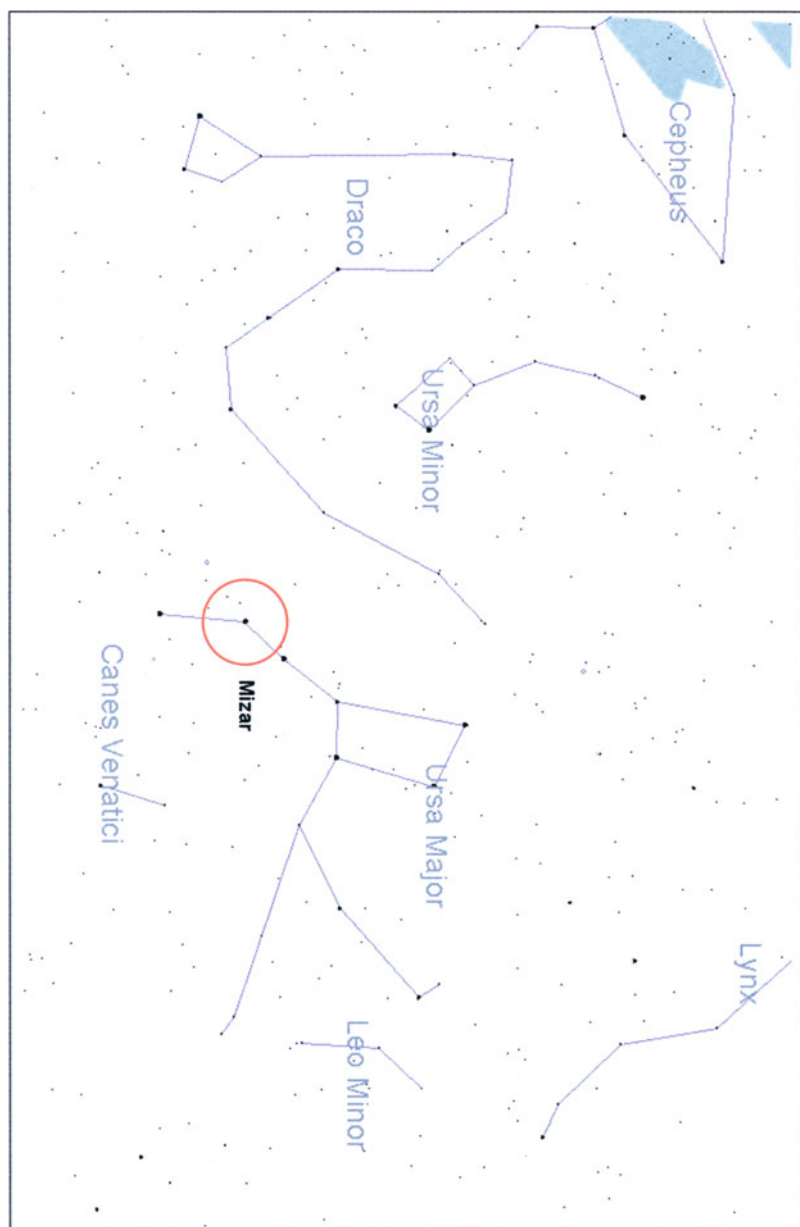 Cepheus
Draco
Ursa Minor
Mizar
Canes Venatici
Ursa Major
Lynx
Leo Minor